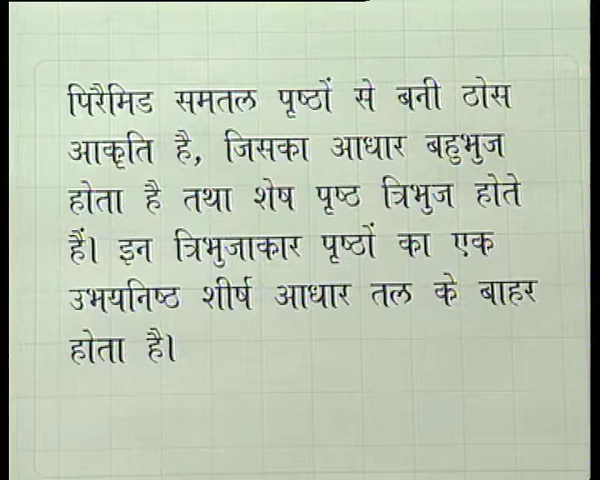 पिरैमिड समतल पृष्ठों से बनी ठोस
आकृति है, जिसका आधार बहुभुज
होता है तथा शेष पृष्ठ त्रिभुज होते
हैं। इन त्रिभुजाकार पृष्ठों का एक
उभयनिष्ठ शीर्ष आधार तल के बाहर
होता है।